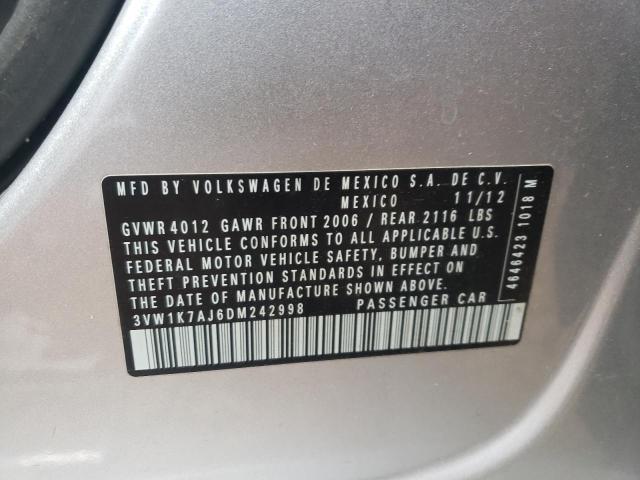 MFD BY VOLKSWAGEN DE MEXICO S.A. DE C.V.
MEXICO 11/12
GVWR 4012 GAWR FRONT 2006 / REAR 2116 LBS
THIS VEHICLE CONFORMS TO ALL APPLICABLE U.S.
FEDERAL MOTOR VEHICLE SAFETY, BUMPER AND
THEFT PREVENTION STANDARDS IN EFFECT ON
THE DATE OF MANUFACTURE SHOWN ABOVE.
3VW1K7AJ6DM242998 PASSENGER CAR
4646423 1018 M